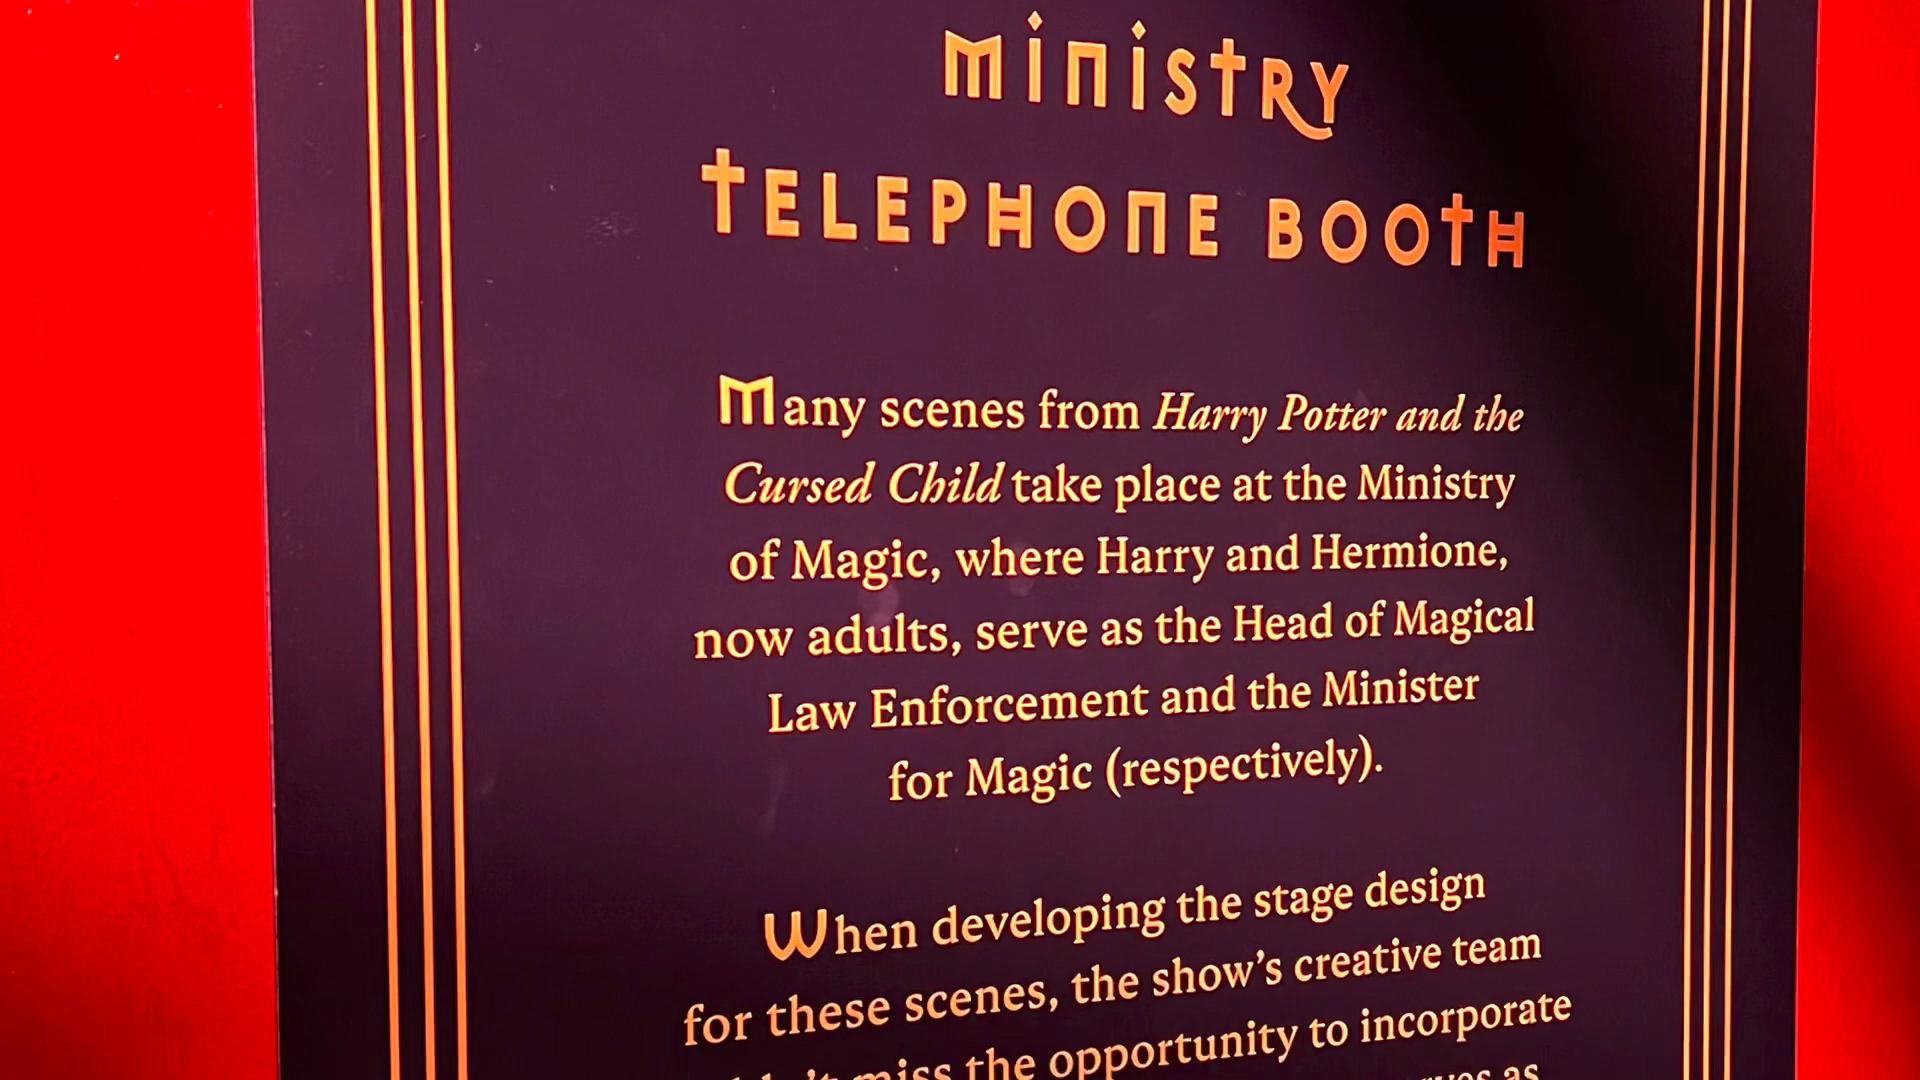 Ministry
Telephone Booth
Many scenes from Harry Potter and the
Cursed Child take place at the Ministry
of Magic, where Harry and Hermione,
now adults, serve as the Head of Magical
Law Enforcement and the Minister
for Magic (respectively).
When developing the stage design
for these scenes, the show’s creative team
miss the opportunity to incorporate
as